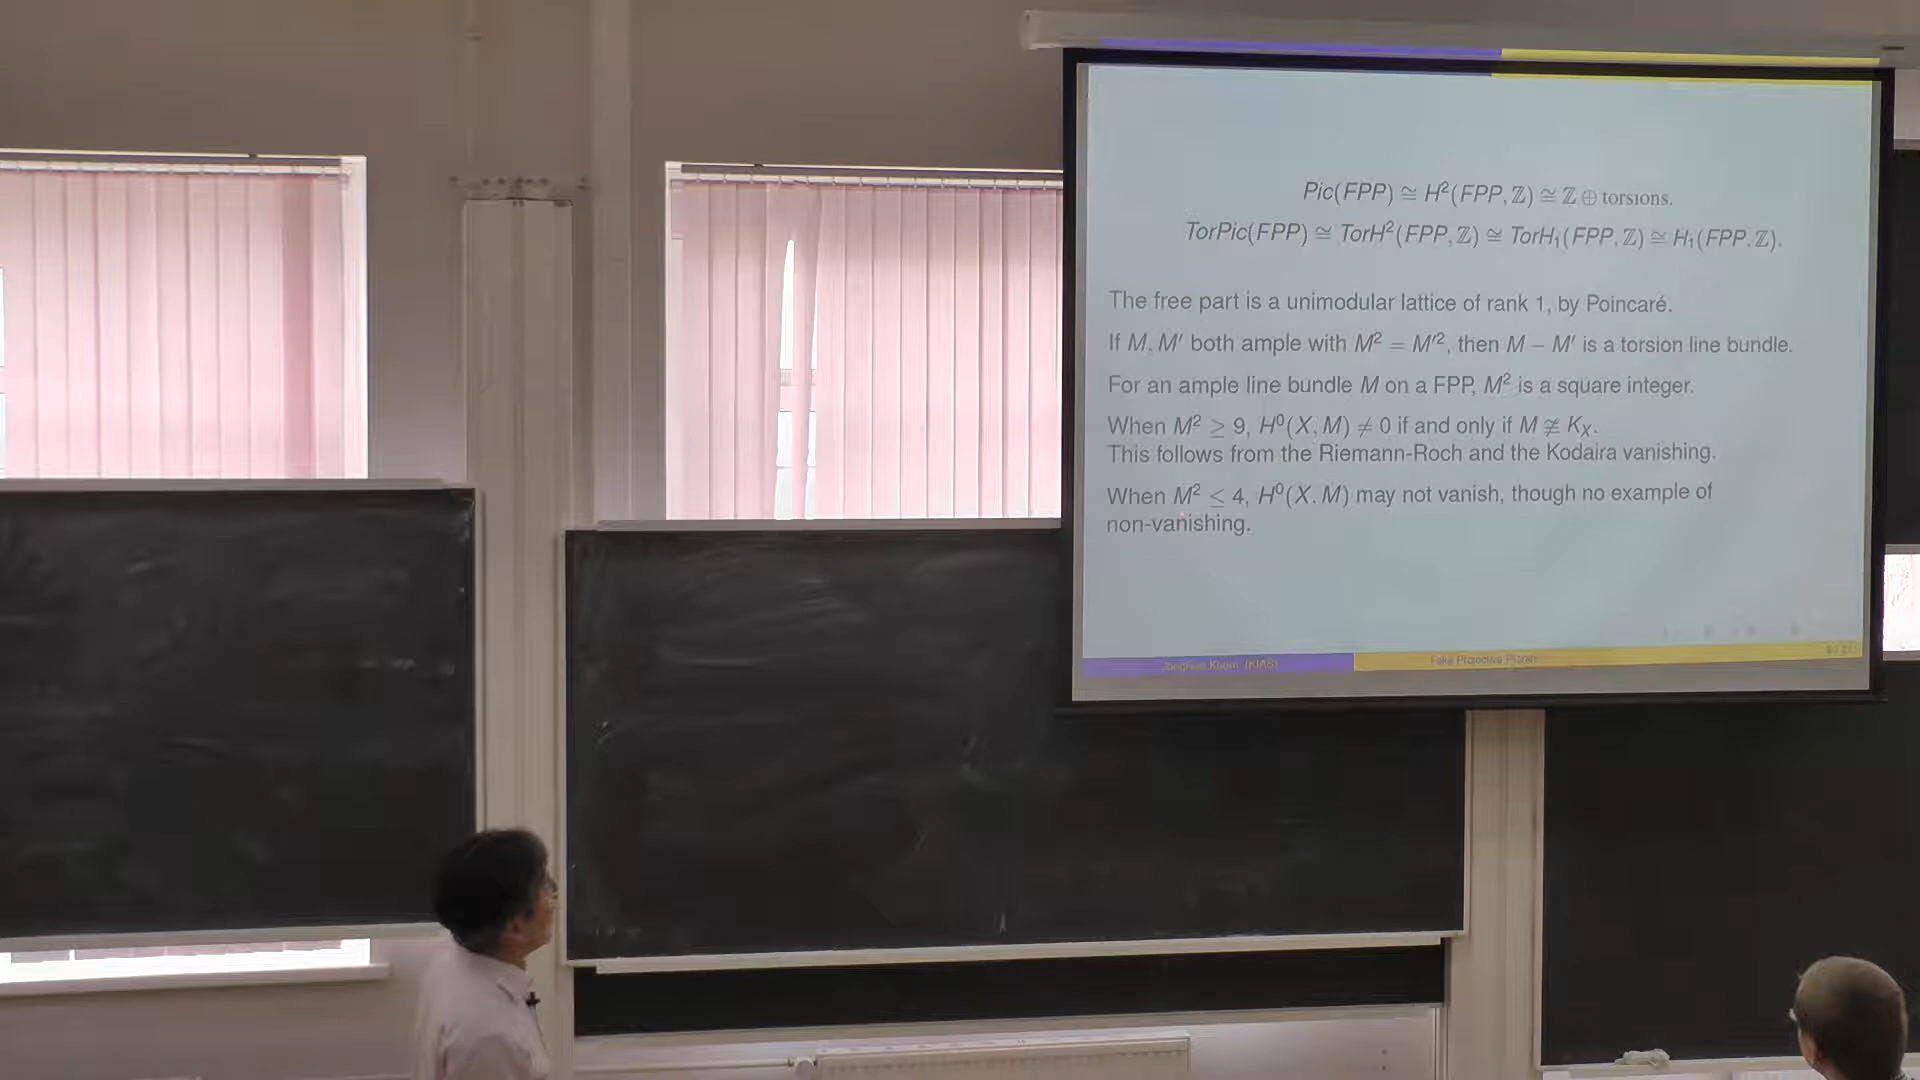 Pic(FPP) ≅ H²(FPP, ℤ) ≅ ℤ ⊕ torsions.
TorPic(FPP) ≅ TorH²(FPP, ℤ) ≅ TorH₁(FPP, ℤ) ≅ H₁(FPP, ℤ).
The free part is a unimodular lattice of rank 1, by Poincaré.
If M, M′ both ample with M² = M′², then M − M′ is a torsion line bundle.
For an ample line bundle M on a FPP, M² is a square integer.
When M² ≥ 9, H⁰(X, M) ≠ 0 if and only if M ≇ K_X.
This follows from the Riemann-Roch and the Kodaira vanishing.
When M² ≤ 4, H⁰(X, M) may not vanish, though no example of
non-vanishing.
JongHae Keum (KIAS) Fake Projective Planes